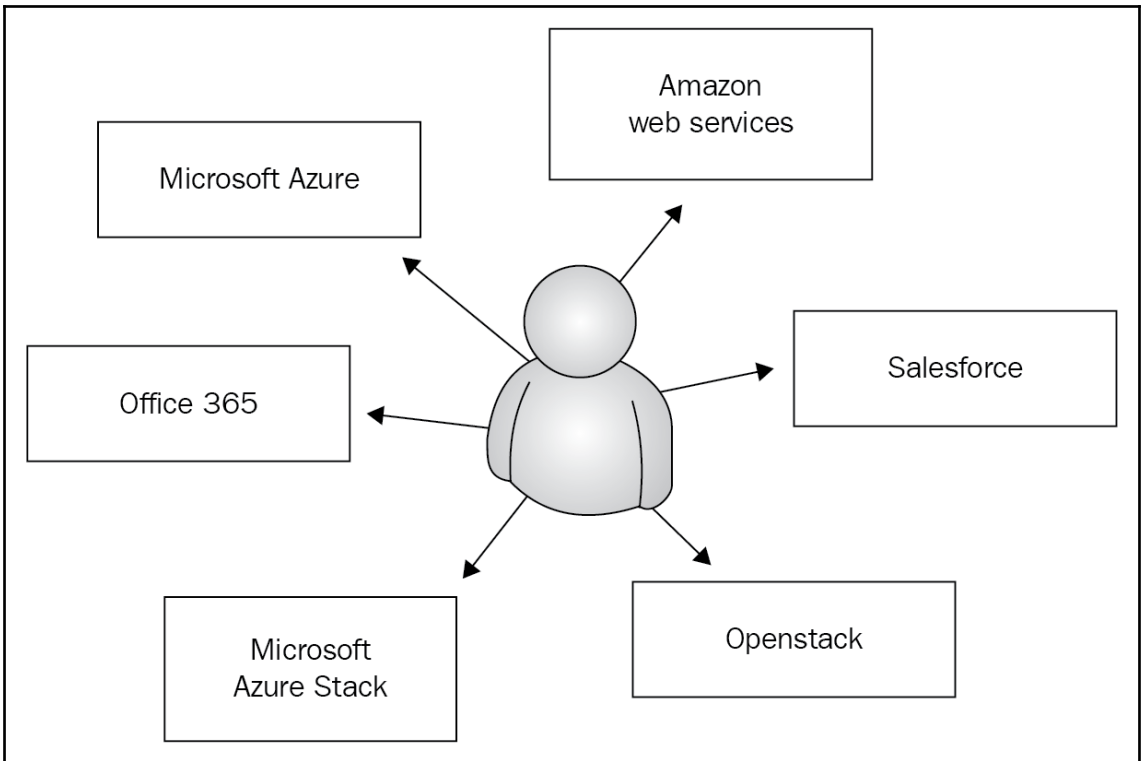 Amazon
web services
Microsoft Azure
Salesforce
Office 365
Openstack
Microsoft
Azure Stack